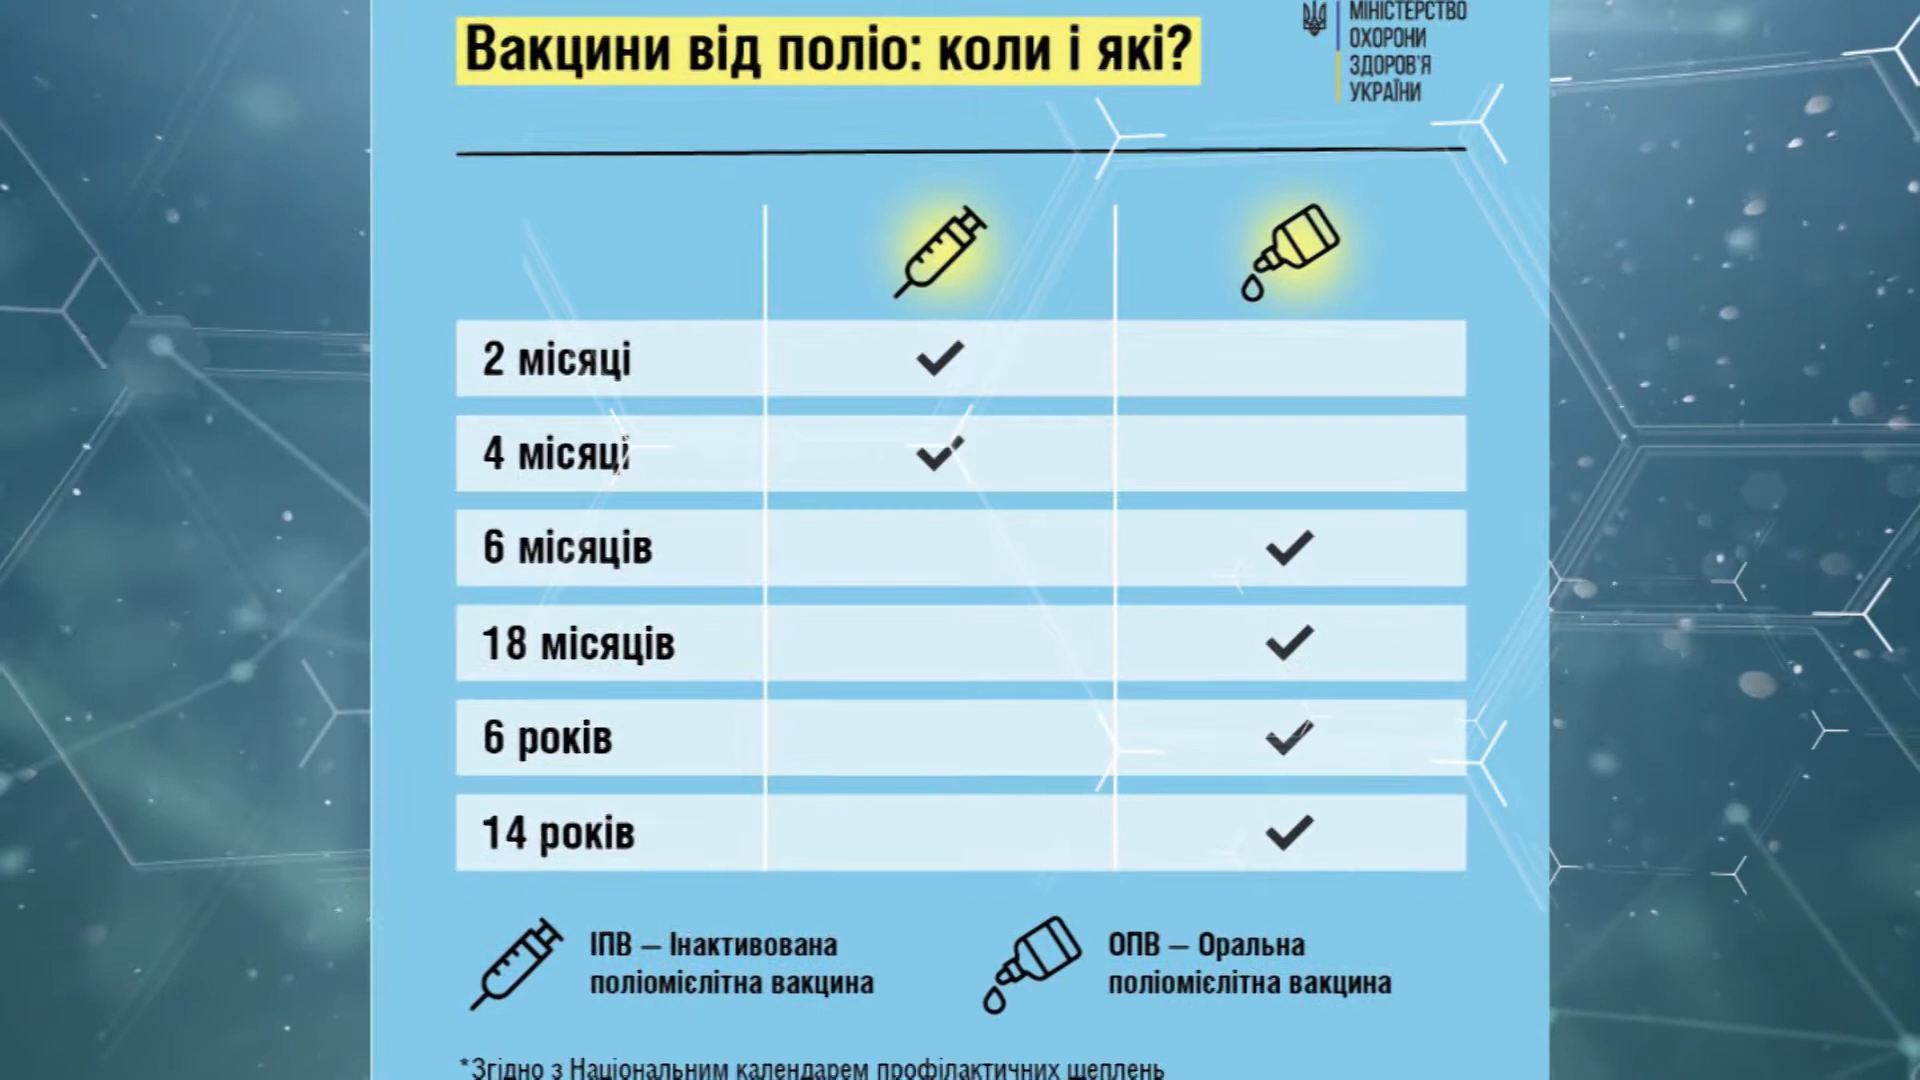 Вакцини від поліо: коли і які?
МІНІСТЕРСТВО
ОХОРОНИ
ЗДОРОВ'Я
УКРАЇНИ
2 місяці
4 місяці
6 місяців
18 місяців
6 років
14 років
ІПВ – Інактивована
поліомієлітна вакцина
ОПВ – Оральна
поліомієлітна вакцина
*Згідно з Національним календарем профілактичних щеплень